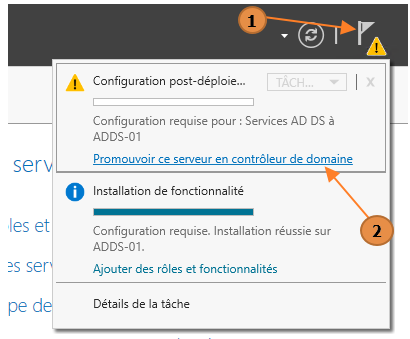 1
Configuration post-déploie...
TÂCH...
X
Configuration requise pour : Services AD DS à
ADDS-01
Promouvoir ce serveur en contrôleur de domaine
serv
Installation de fonctionnalité
2
Configuration requise. Installation réussie sur
ADDS-01.
les et
es serv
Ajouter des rôles et fonctionnalités
pe de
Détails de la tâche